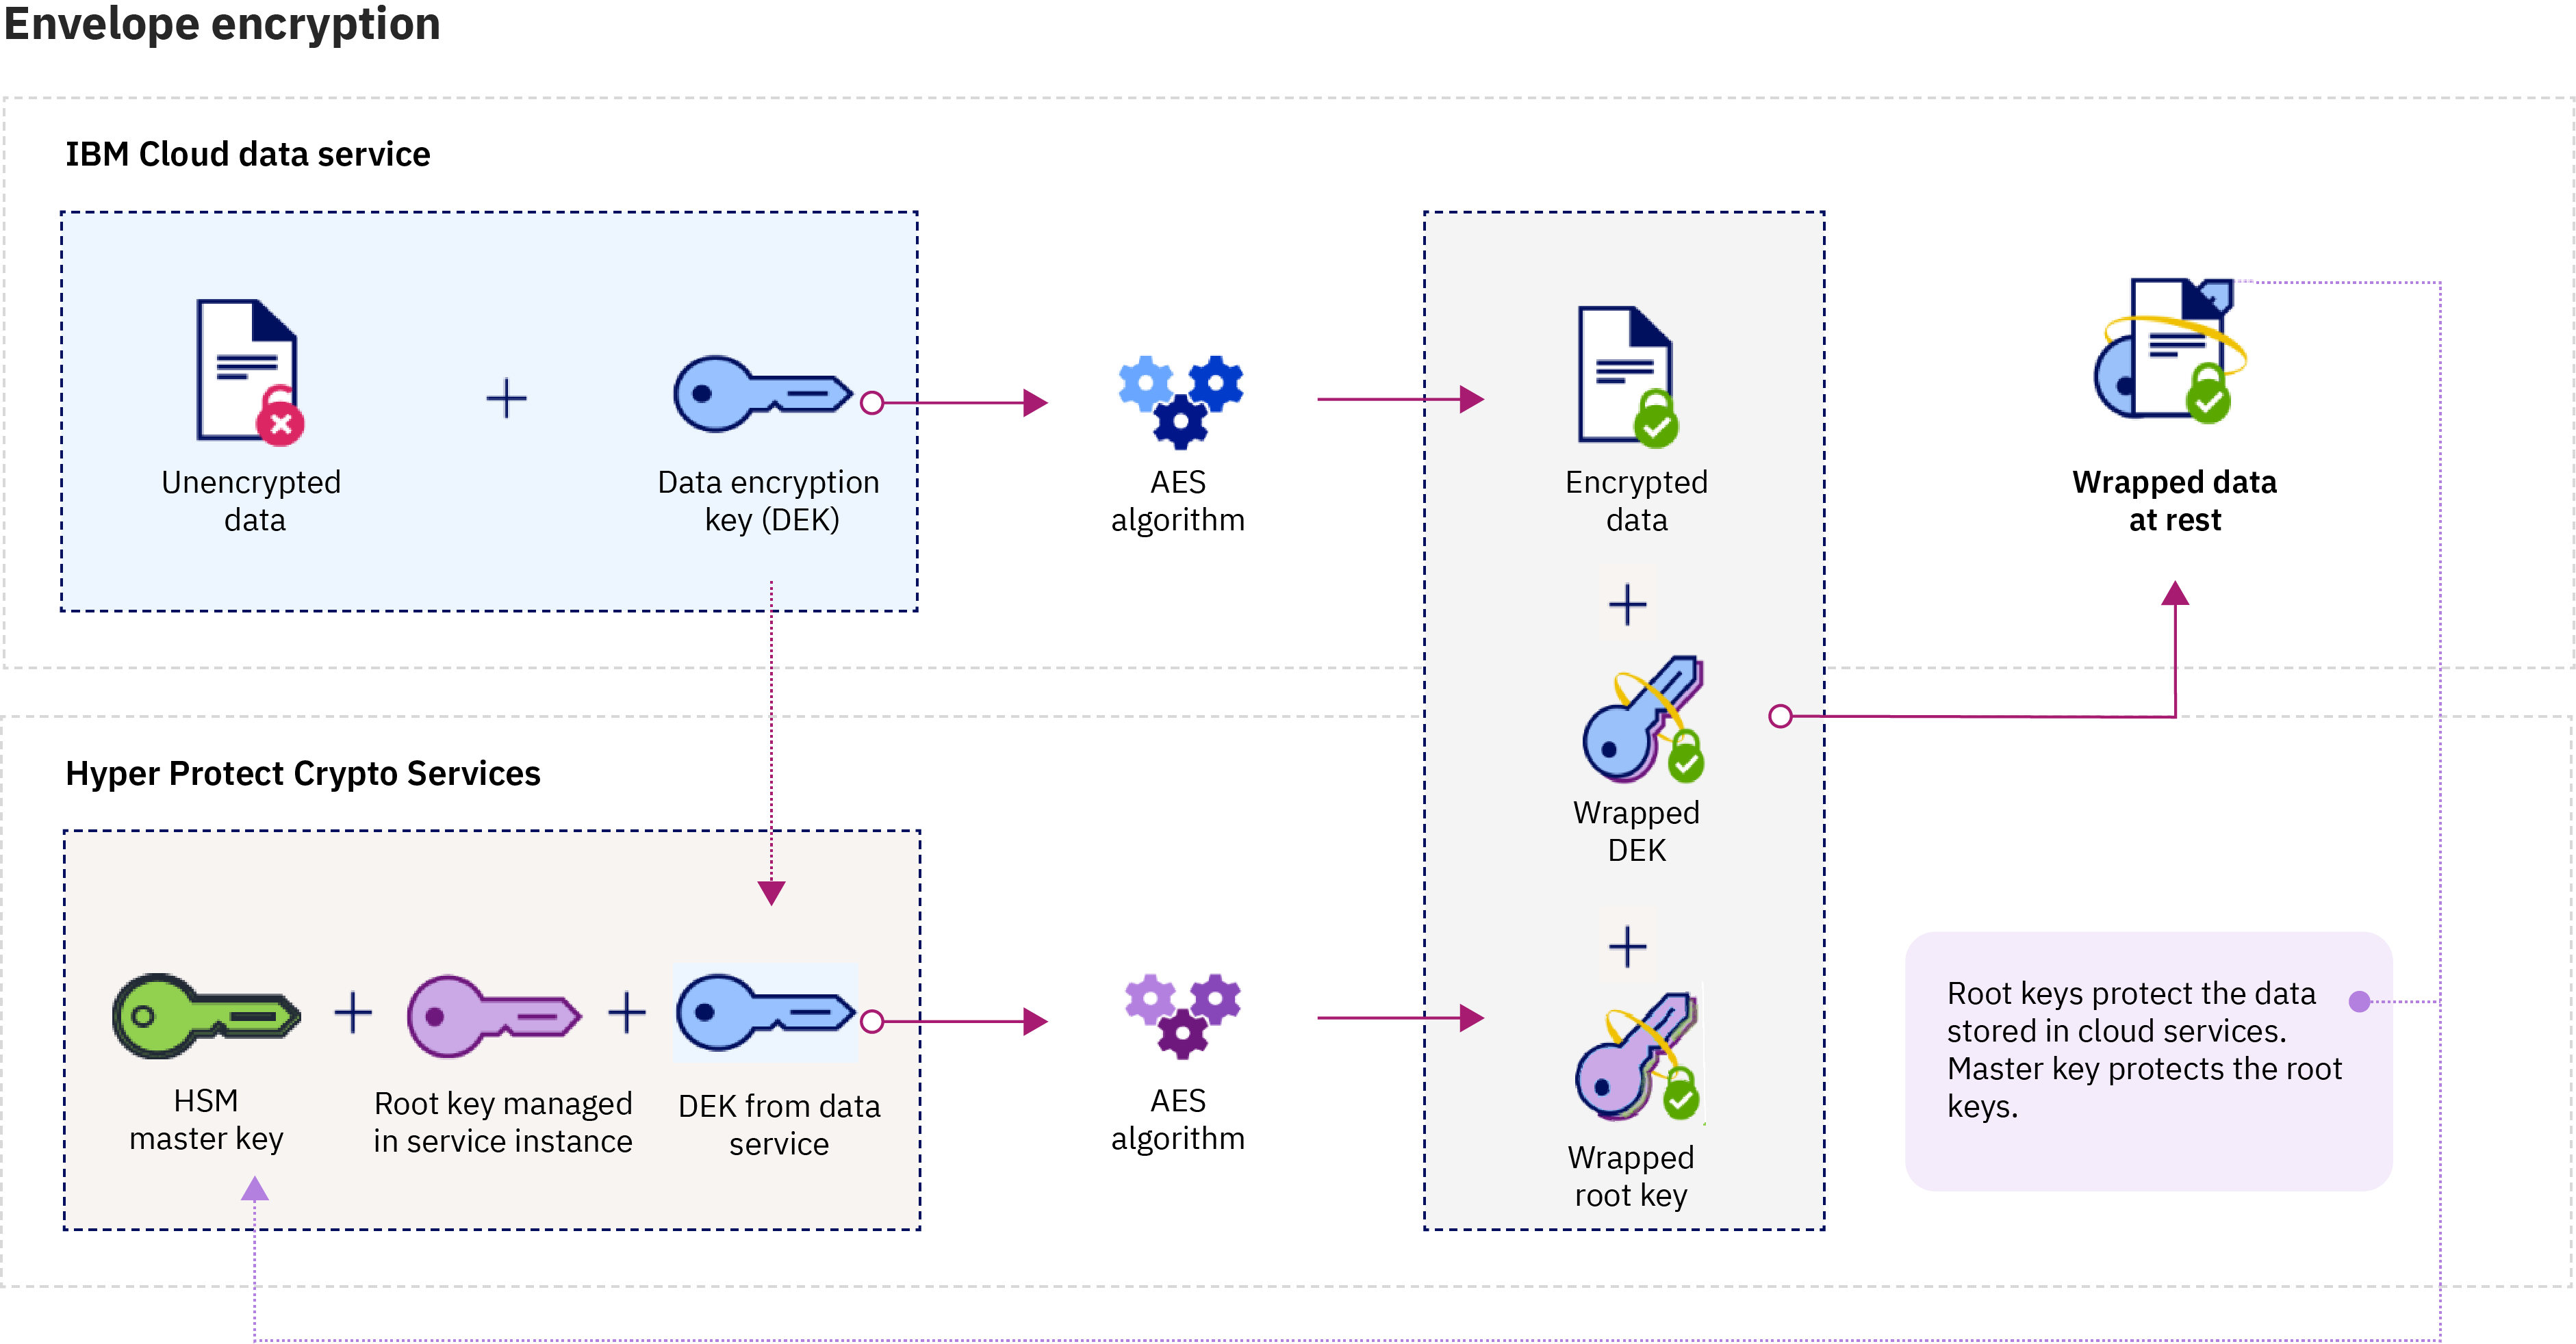 Envelope encryption
IBM Cloud data service
Unencrypted
data
Data encryption
key (DEK)
AES
algorithm
Encrypted
data
Wrapped data
at rest
Wrapped
DEK
Hyper Protect Crypto Services
HSM
master key
Root key managed
in service instance
DEK from data
service
AES
algorithm
Wrapped
root key
Root keys protect the data
stored in cloud services.
Master key protects the root
keys.